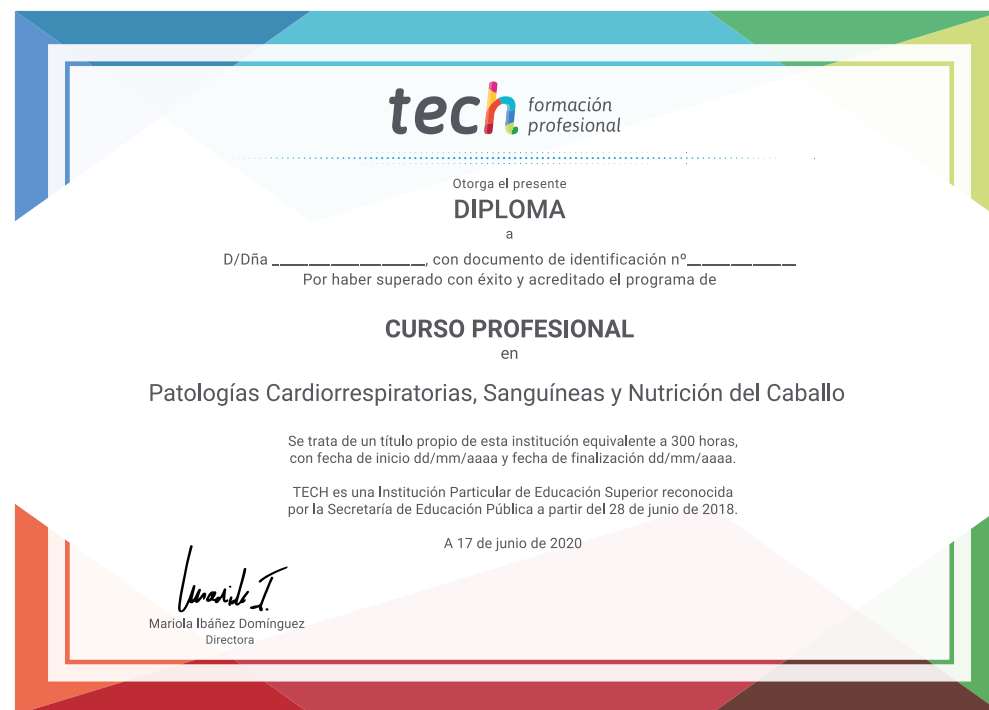 tech formación
profesional
Otorga el presente
DIPLOMA
a
D/Dña ____________________, con documento de identificación nº______________
Por haber superado con éxito y acreditado el programa de
CURSO PROFESIONAL
en
Patologías Cardiorrespiratorias, Sanguíneas y Nutrición del Caballo
Se trata de un título propio de esta institución equivalente a 300 horas,
con fecha de inicio dd/mm/aaaa y fecha de finalización dd/mm/aaaa.
TECH es una Institución Particular de Educación Superior reconocida
por la Secretaría de Educación Pública a partir del 28 de junio de 2018.
A 17 de junio de 2020
Mariola I.
Mariola Ibáñez Domínguez
Directora